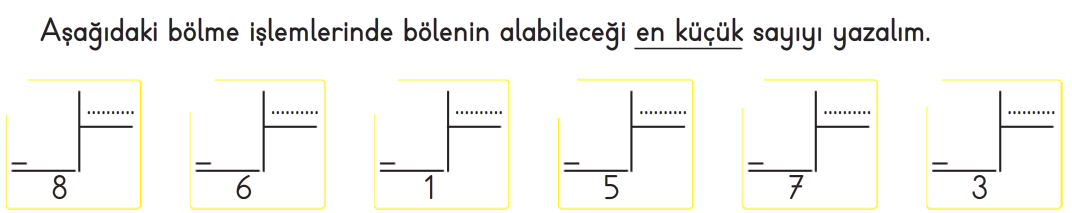 Aşağıdaki bölme işlemlerinde bölenin alabileceği en küçük sayıyı yazalım.
.......... .......... .......... .......... .......... ..........
8 6 1 5 7 3